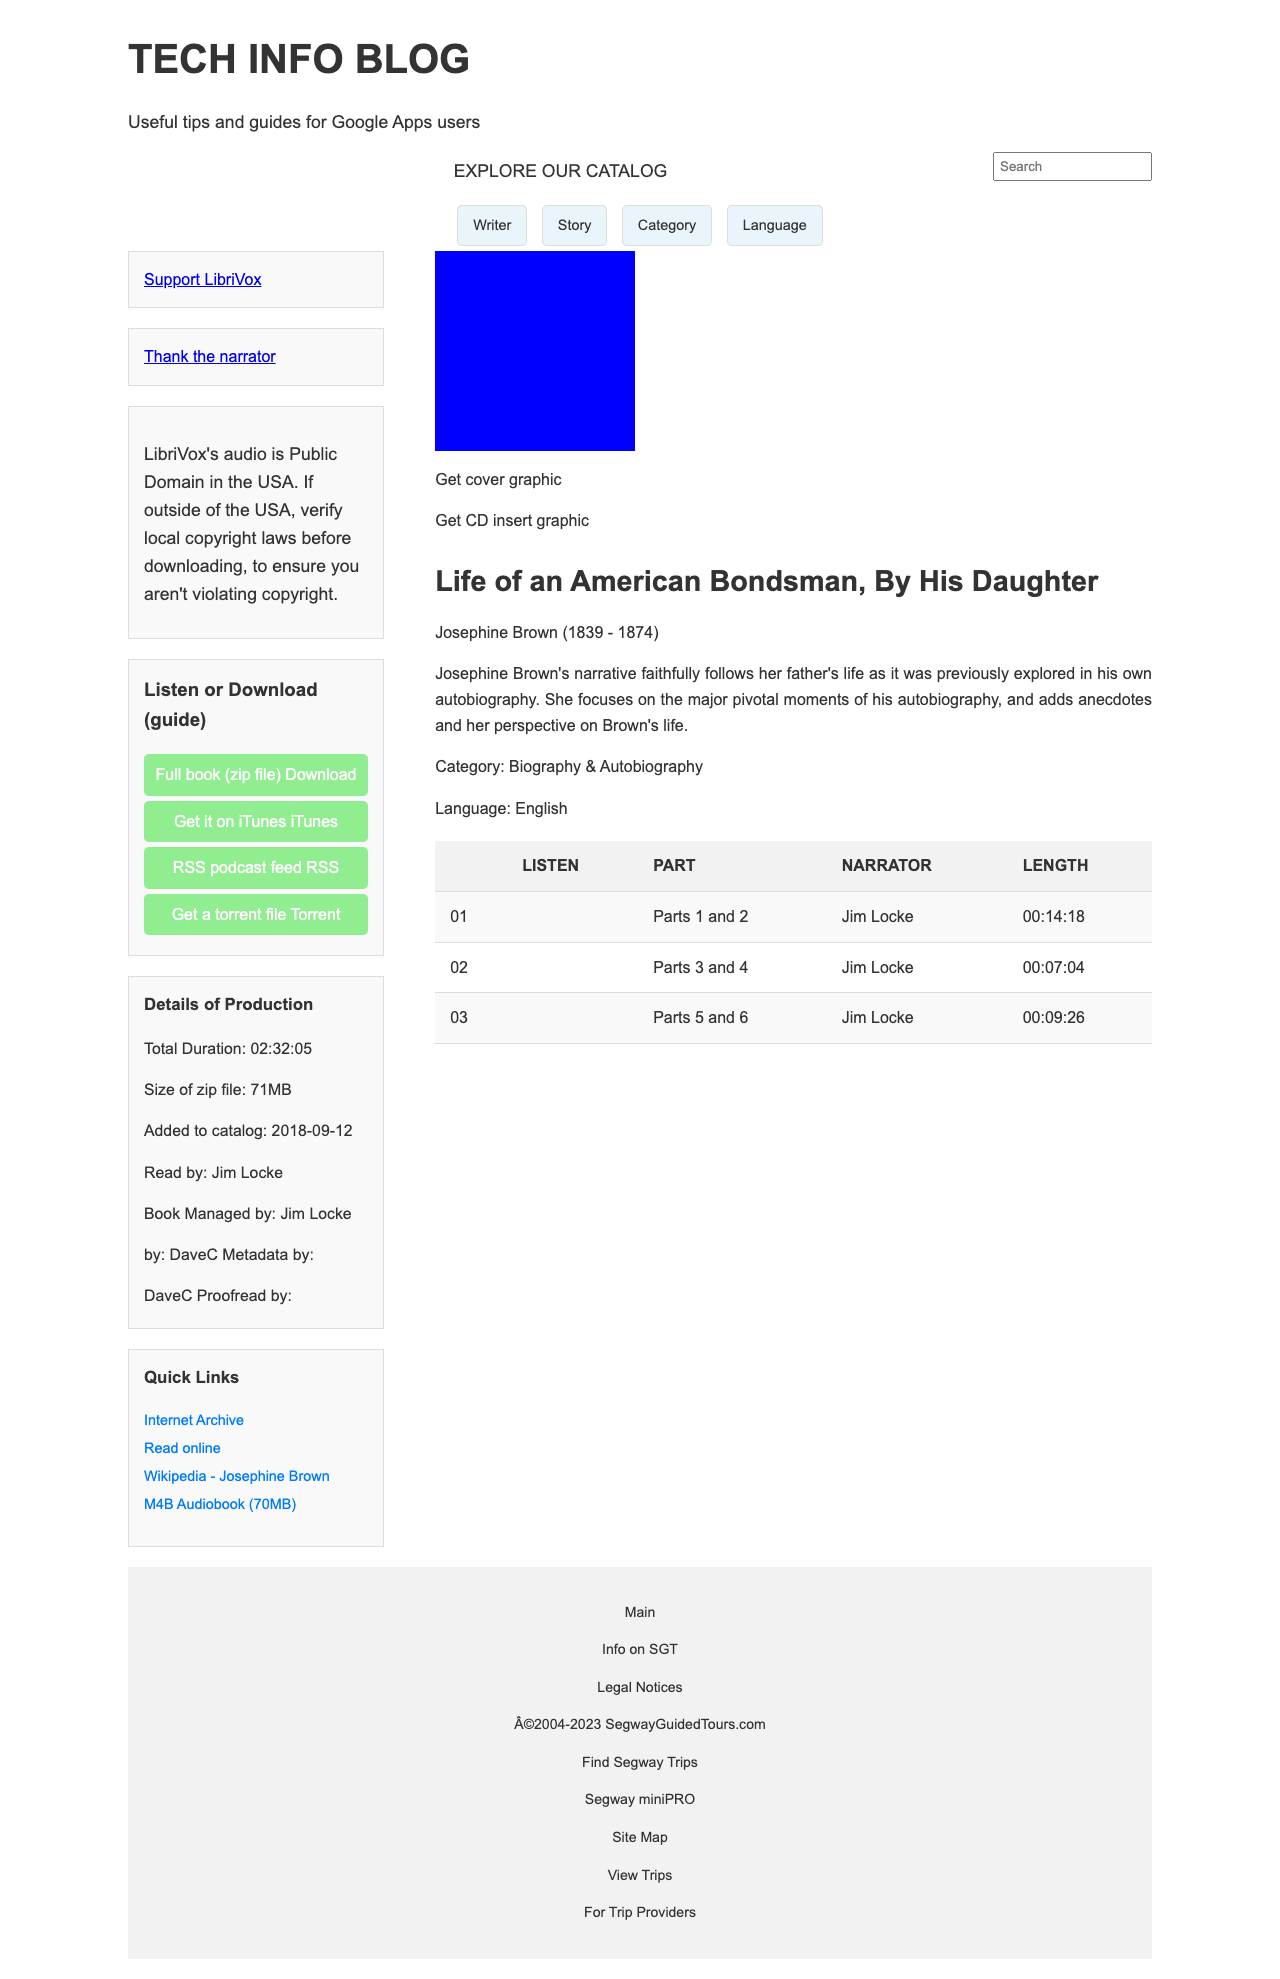 TECH INFO BLOG
Useful tips and guides for Google Apps users
EXPLORE OUR CATALOG
Search
Writer Story Category Language
Support LibriVox
Thank the narrator
LibriVox's audio is Public
Domain in the USA. If
outside of the USA, verify
local copyright laws before
downloading, to ensure you
aren't violating copyright.
Listen or Download
(guide)
Full book (zip file) Download
Get it on iTunes iTunes
RSS podcast feed RSS
Get a torrent file Torrent
Details of Production
Total Duration: 02:32:05
Size of zip file: 71MB
Added to catalog: 2018-09-12
Read by: Jim Locke
Book Managed by: Jim Locke
by: DaveC Metadata by:
DaveC Proofread by:
Quick Links
Internet Archive
Read online
Wikipedia - Josephine Brown
M4B Audiobook (70MB)
Get cover graphic
Get CD insert graphic
Life of an American Bondsman, By His Daughter
Josephine Brown (1839 - 1874)
Josephine Brown's narrative faithfully follows her father's life as it was previously explored in his own
autobiography. She focuses on the major pivotal moments of his autobiography, and adds anecdotes
and her perspective on Brown's life.
Category: Biography & Autobiography
Language: English
LISTEN PART NARRATOR LENGTH
01 Parts 1 and 2 Jim Locke 00:14:18
02 Parts 3 and 4 Jim Locke 00:07:04
03 Parts 5 and 6 Jim Locke 00:09:26
Main
Info on SGT
Legal Notices
Â©2004-2023 SegwayGuidedTours.com
Find Segway Trips
Segway miniPRO
Site Map
View Trips
For Trip Providers